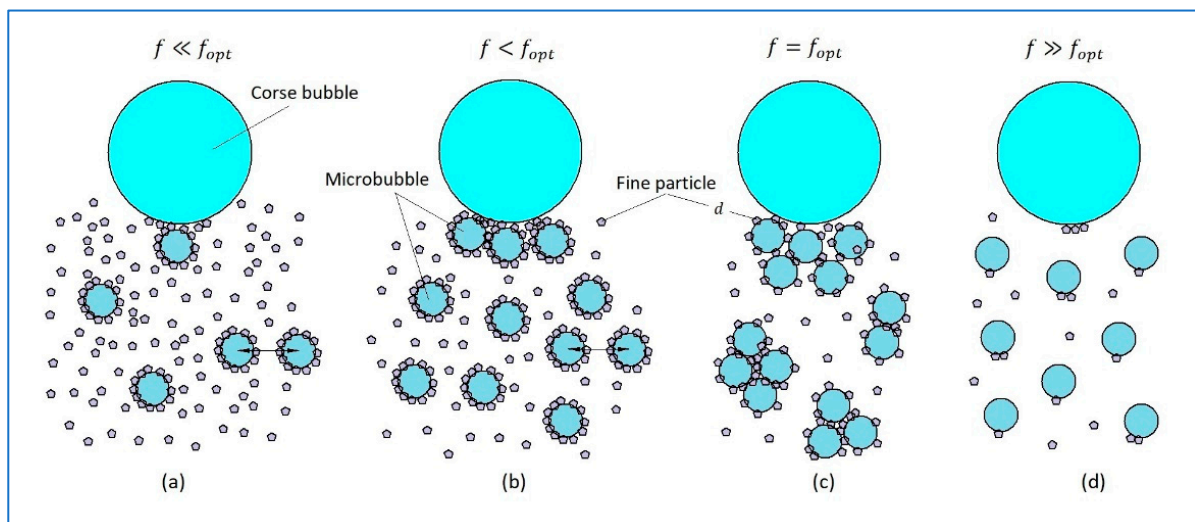 f ≪ f_opt
f < f_opt
f = f_opt
f ≫ f_opt
Corse bubble
Microbubble
Fine particle
d
(a)
(b)
(c)
(d)